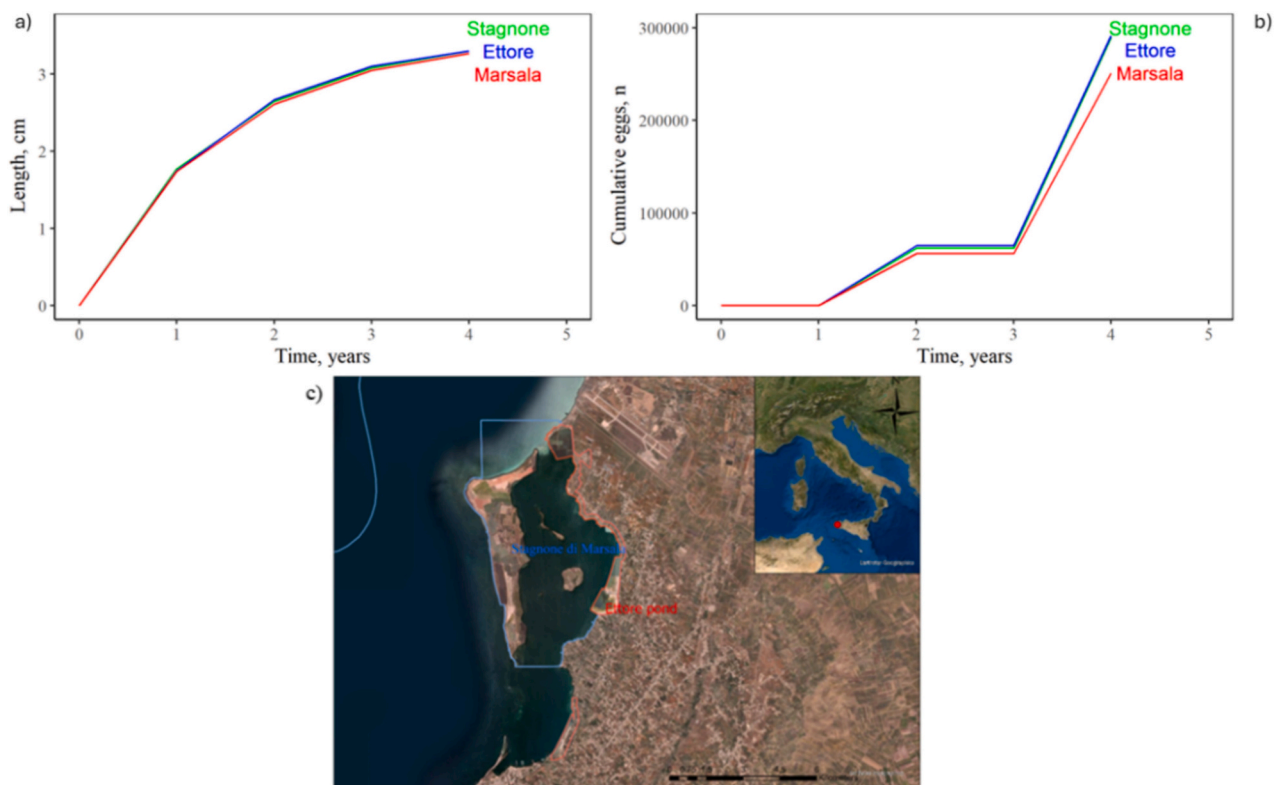 a)
Stagnone
Ettore
Marsala
3
2
1
0
Length, cm
0 1 2 3 4 5
Time, years
b)
Stagnone
Ettore
Marsala
300000
200000
100000
0
Cumulative eggs, n
0 1 2 3 4 5
Time, years
c)
Stagnone di Marsala
Ettore pond